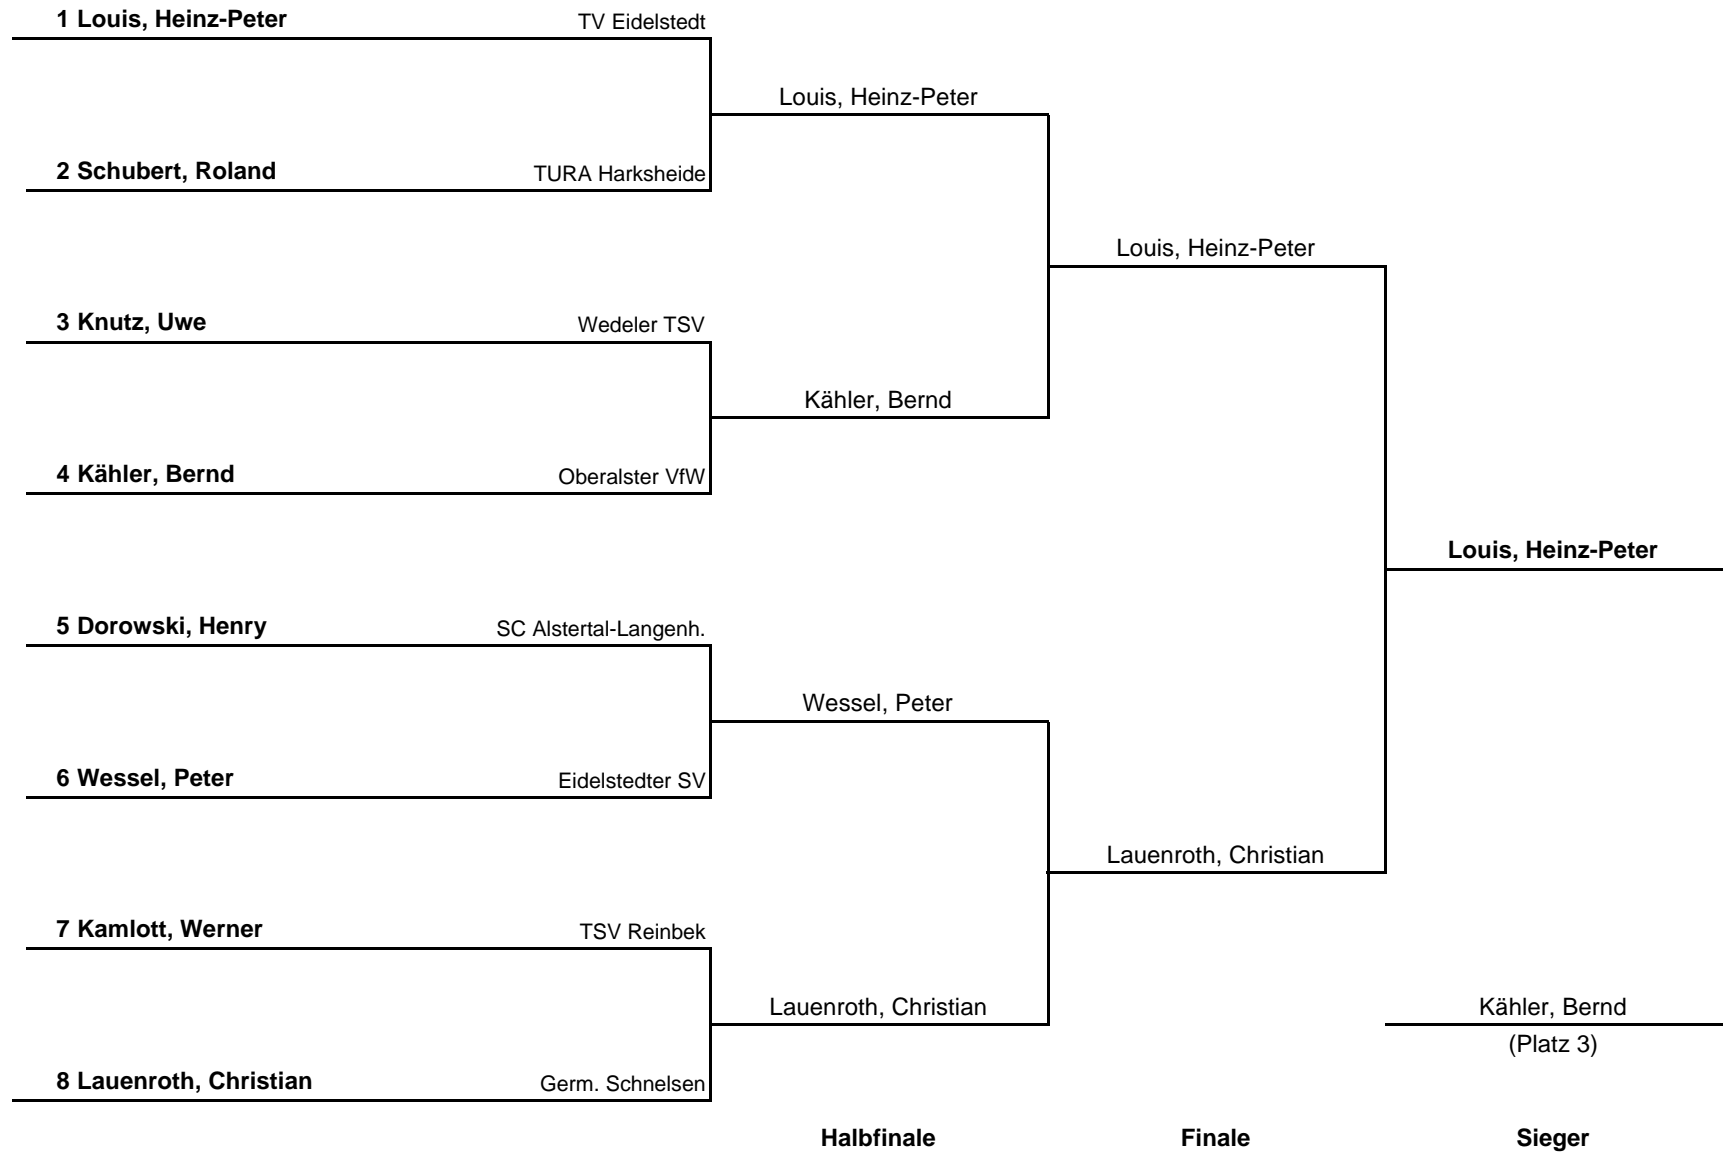 1 Louis, Heinz-Peter TV Eidelstedt
Louis, Heinz-Peter
2 Schubert, Roland TURA Harksheide
Louis, Heinz-Peter
3 Knutz, Uwe Wedeler TSV
Kähler, Bernd
4 Kähler, Bernd Oberalster VfW
Louis, Heinz-Peter
5 Dorowski, Henry SC Alstertal-Langenh.
Wessel, Peter
6 Wessel, Peter Eidelstedter SV
Lauenroth, Christian
7 Kamlott, Werner TSV Reinbek
Lauenroth, Christian Kähler, Bernd
(Platz 3)
8 Lauenroth, Christian Germ. Schnelsen
Halbfinale Finale Sieger